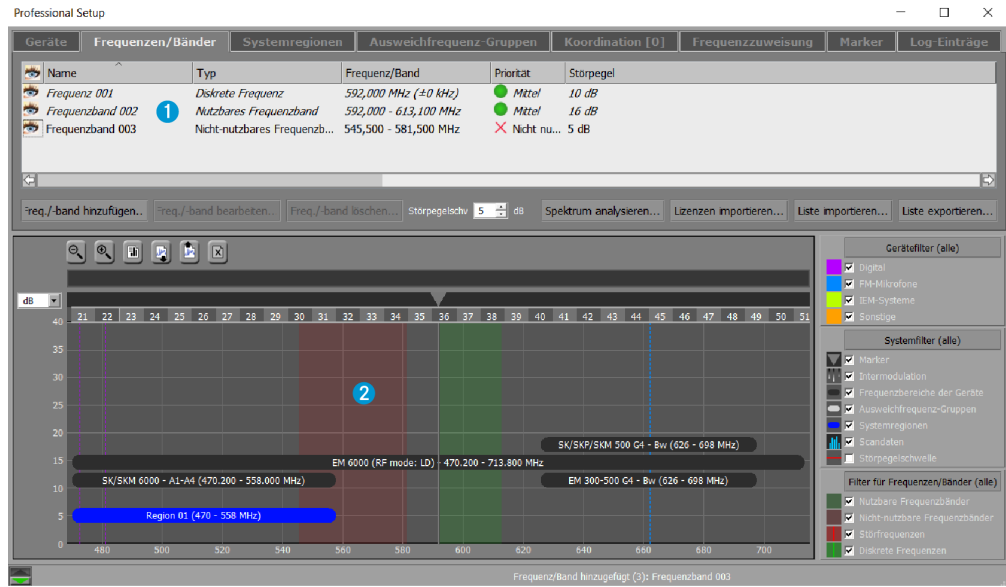 Professional Setup
Geräte Frequenzen/Bänder Systemregionen Ausweichfrequenz-Gruppen Koordination [0] Frequenzzuweisung Marker Log-Einträge
Name Typ Frequenz/Band Priorität Störpegel
Frequenz 001 Diskrete Frequenz 592,000 MHz (±0 kHz) Mittel 10 dB
Frequenzband 002 Nutzbares Frequenzband 592,000 - 613,100 MHz Mittel 16 dB
Frequenzband 003 Nicht-nutzbares Frequenzb... 545,500 - 581,500 MHz Nicht nu... 5 dB
1
Freq./-band hinzufügen.. Freq./-band bearbeiten... Freq./-band löschen... Störpegelschv 5 dB Spektrum analysieren... Lizenzen importieren... Liste importieren... Liste exportieren...
dB
21 22 23 24 25 26 27 28 29 30 31 32 33 34 35 36 37 38 39 40 41 42 43 44 45 46 47 48 49 50 51
40
35
30
25
20
15
10
5
0
2
SK/SKP/SKM 500 G4 - Bw (626 - 698 MHz)
EM 6000 (RF mode: LD) - 470.200 - 713.800 MHz
SK/SKM 6000 - A1-A4 (470.200 - 558.000 MHz) EM 300-500 G4 - Bw (626 - 698 MHz)
Region 01 (470 - 558 MHz)
480 500 520 540 560 580 600 620 640 660 680 700
Gerätefilter (alle)
Digital
FM-Mikrofone
IEM-Systeme
Sonstige
Systemfilter (alle)
Marker
Intermodulation
Frequenzbereiche der Geräte
Ausweichfrequenz-Gruppen
Systemregionen
Scandaten
Störpegelschwelle
Filter für Frequenzen/Bänder (alle)
Nutzbare Frequenzbänder
Nicht-nutzbare Frequenzbänder
Störfrequenzen
Diskrete Frequenzen
Frequenz/Band hinzugefügt (3): Frequenzband 003